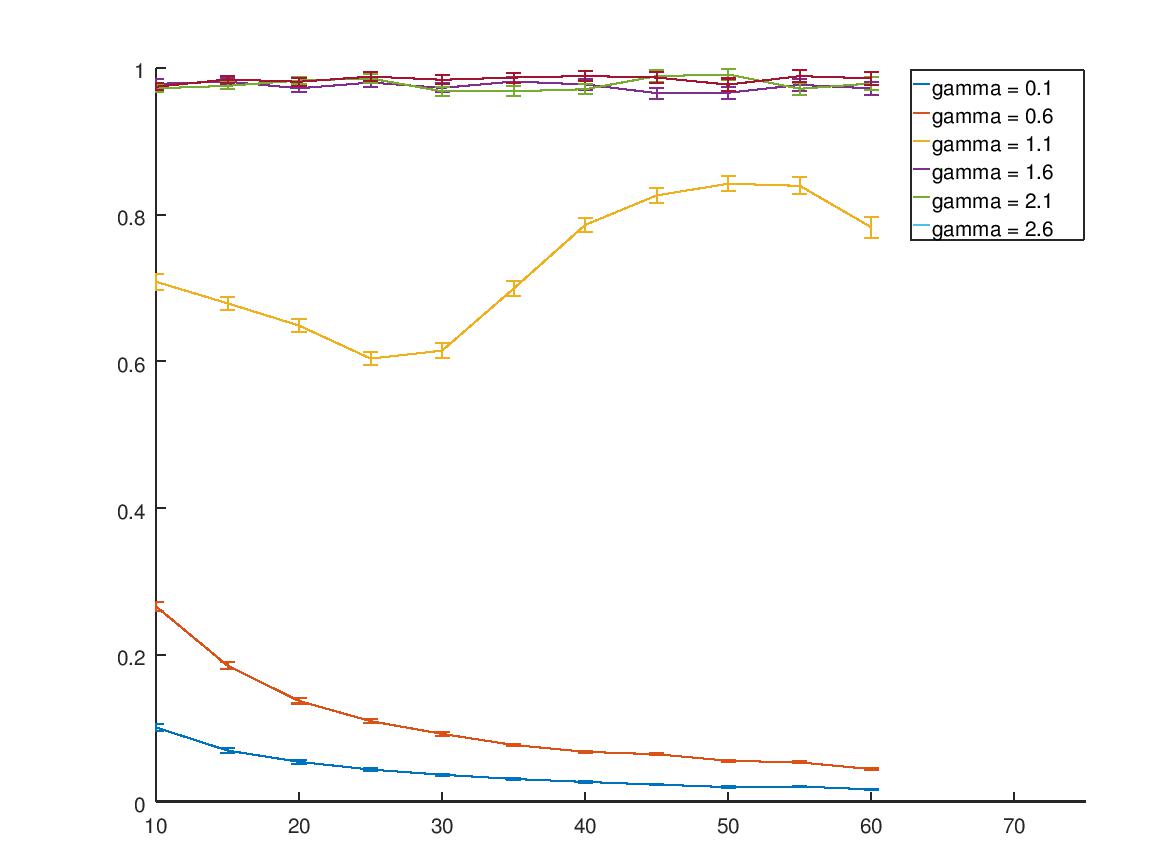 1
0.8
0.6
0.4
0.2
0
10 20 30 40 50 60 70
gamma = 0.1
gamma = 0.6
gamma = 1.1
gamma = 1.6
gamma = 2.1
gamma = 2.6